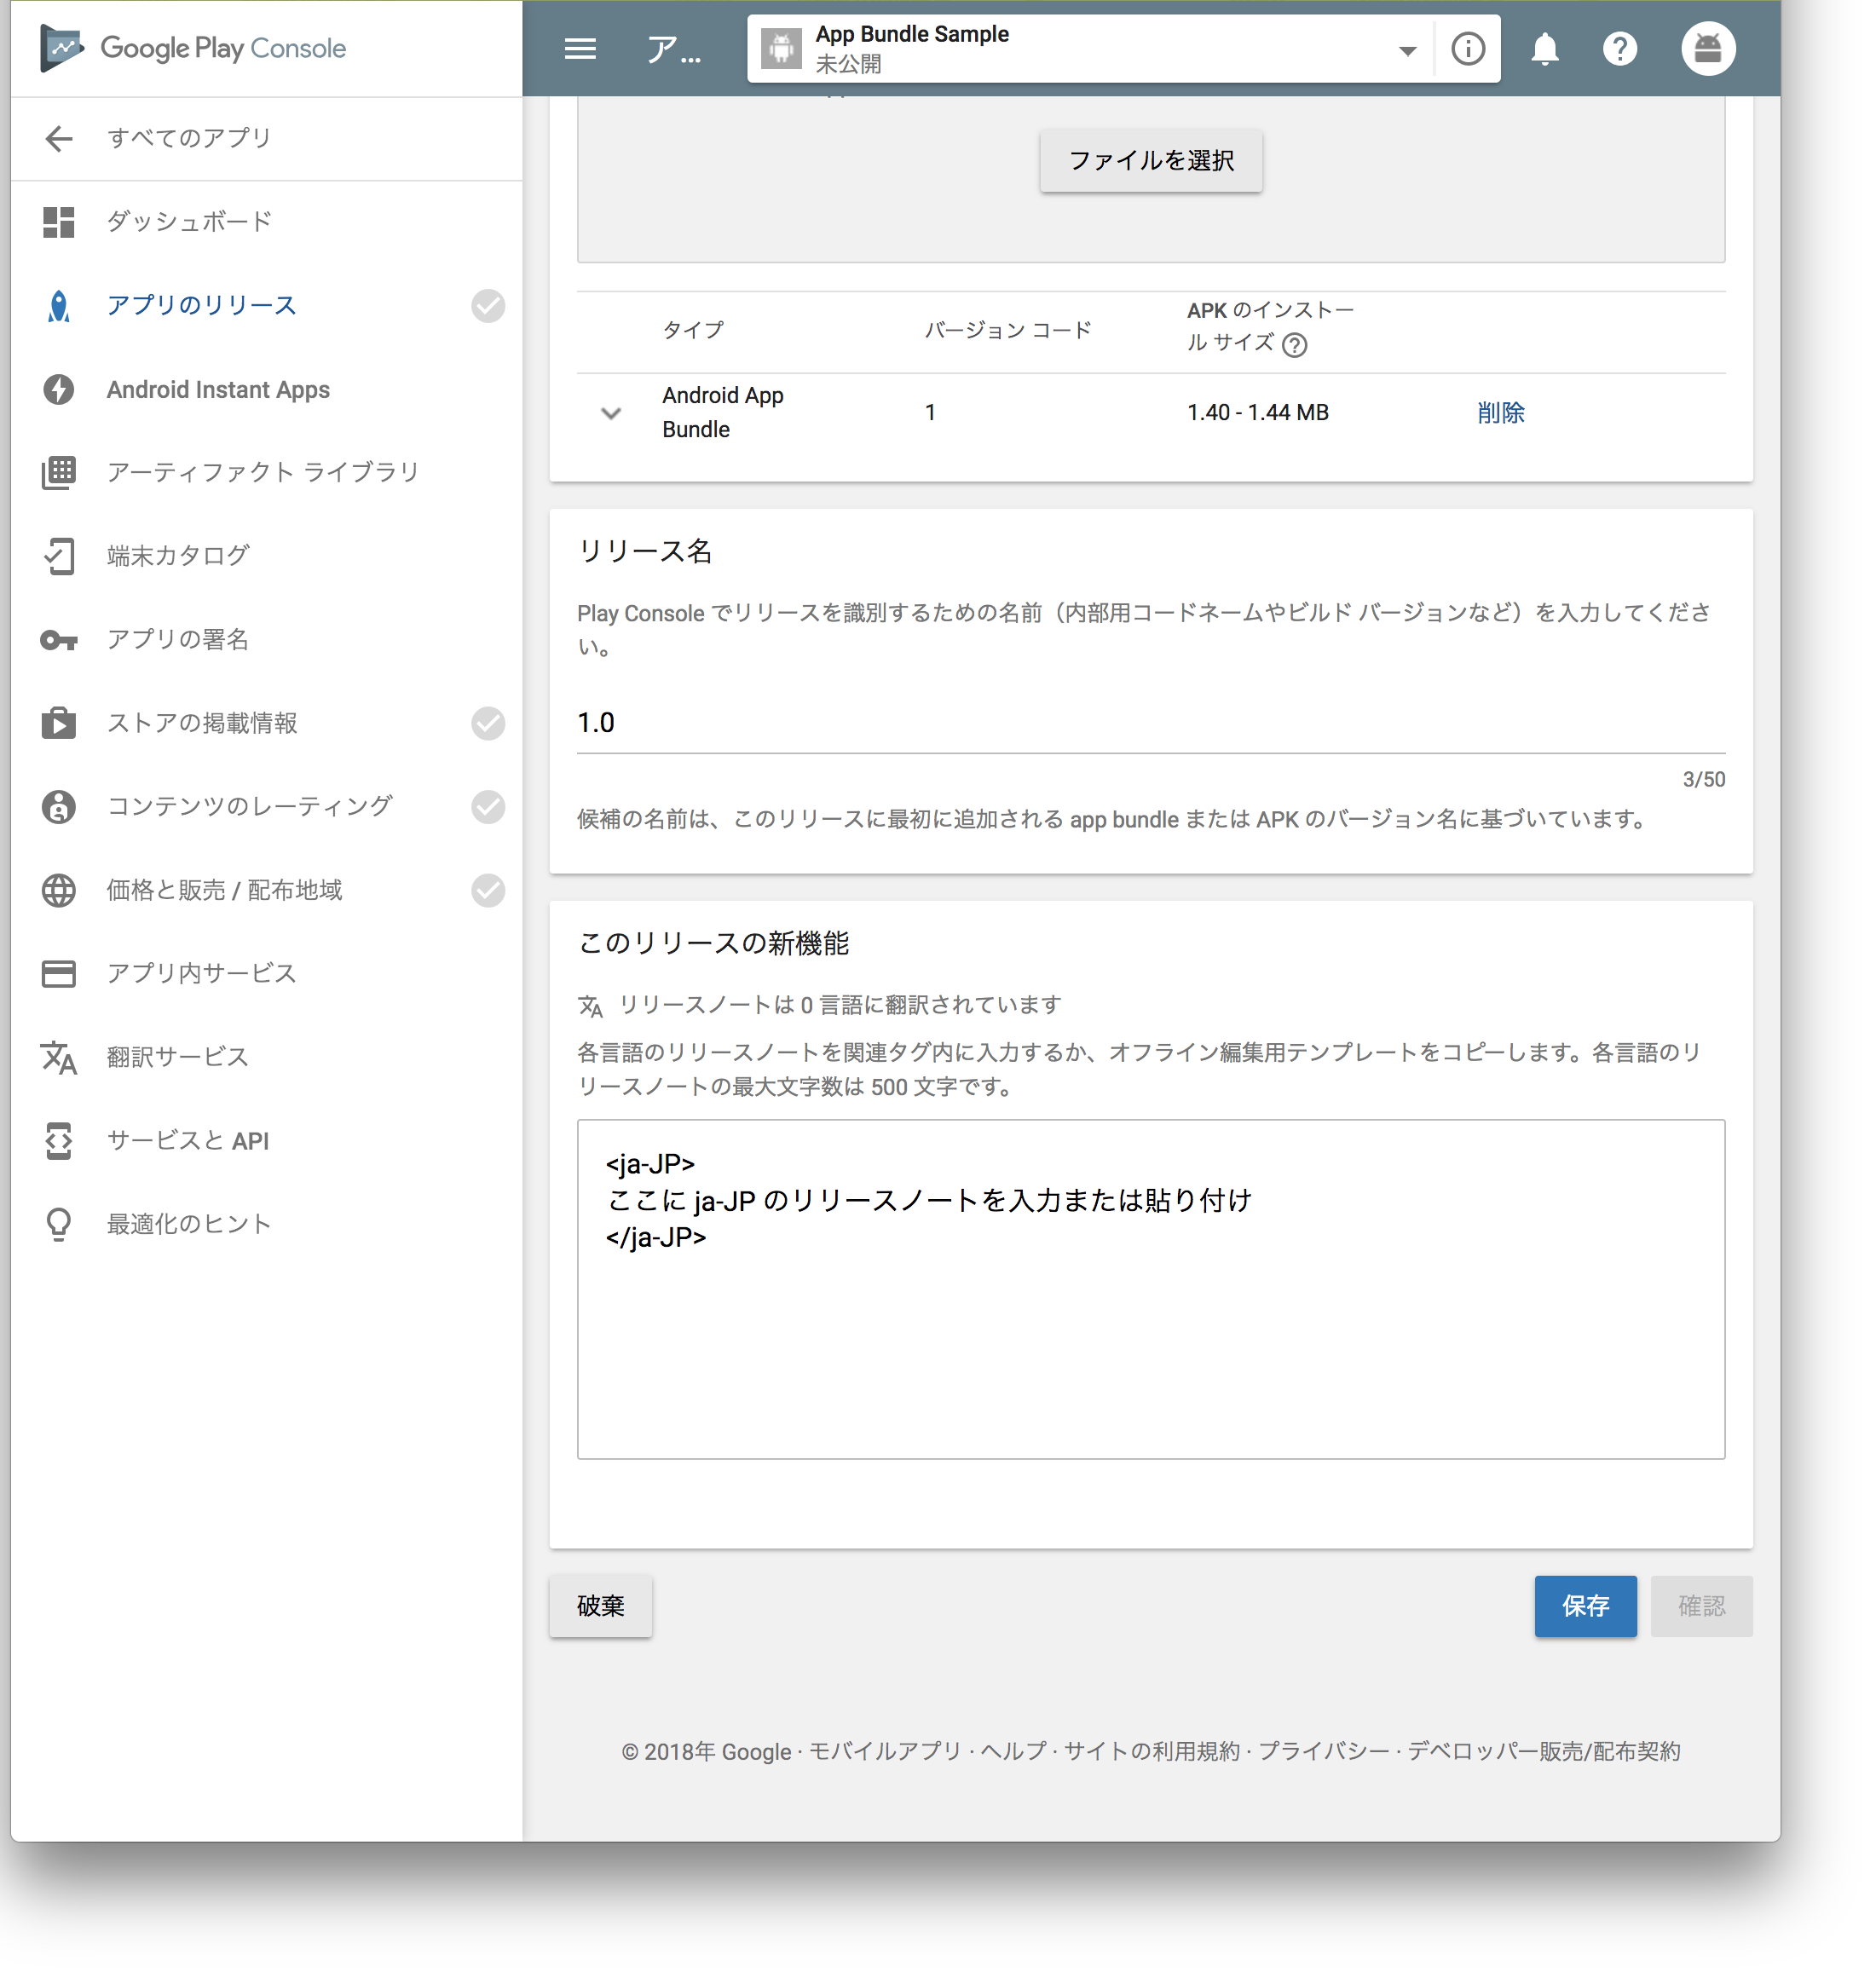 Google Play Console
ア...
App Bundle Sample
未公開
すべてのアプリ
ダッシュボード
アプリのリリース
Android Instant Apps
アーティファクト ライブラリ
端末カタログ
アプリの署名
ストアの掲載情報
コンテンツのレーティング
価格と販売 / 配布地域
アプリ内サービス
翻訳サービス
サービスと API
最適化のヒント
ファイルを選択
タイプ
バージョン コード
APK のインストー
ル サイズ
Android App
Bundle
1
1.40 - 1.44 MB
削除
リリース名
Play Console でリリースを識別するための名前（内部用コードネームやビルド バージョンなど）を入力してくださ
い。
1.0
3/50
候補の名前は、このリリースに最初に追加される app bundle または APK のバージョン名に基づいています。
このリリースの新機能
リリースノートは 0 言語に翻訳されています
各言語のリリースノートを関連タグ内に入力するか、オフライン編集用テンプレートをコピーします。各言語のリ
リースノートの最大文字数は 500 文字です。
<ja-JP>
ここに ja-JP のリリースノートを入力または貼り付け
</ja-JP>
破棄
保存
確認
© 2018年 Google · モバイルアプリ · ヘルプ · サイトの利用規約 · プライバシー · デベロッパー販売/配布契約